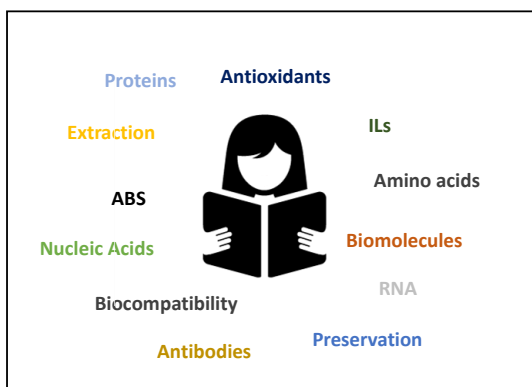 Proteins
Antioxidants
Extraction
ILs
Amino acids
ABS
Nucleic Acids
Biomolecules
RNA
Biocompatibility
Preservation
Antibodies